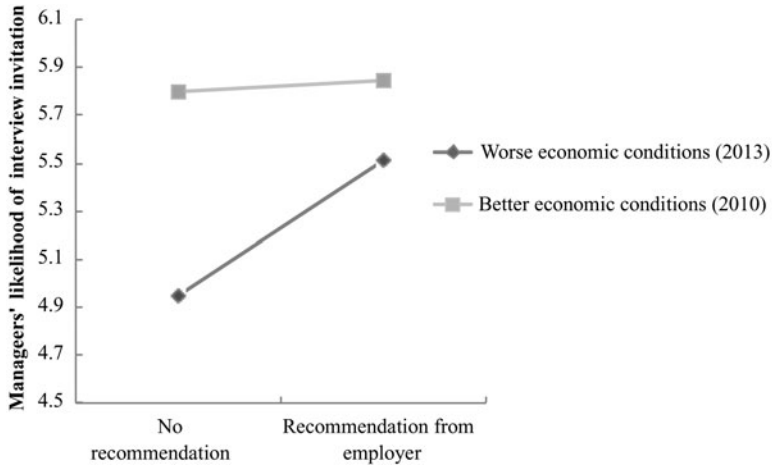 Manageers' likelihood of interview invitation
6.1
5.9
5.7
5.5
5.3
5.1
4.9
4.7
4.5
No
recommendation
Recommendation from
employer
Worse economic conditions (2013)
Better economic conditions (2010)